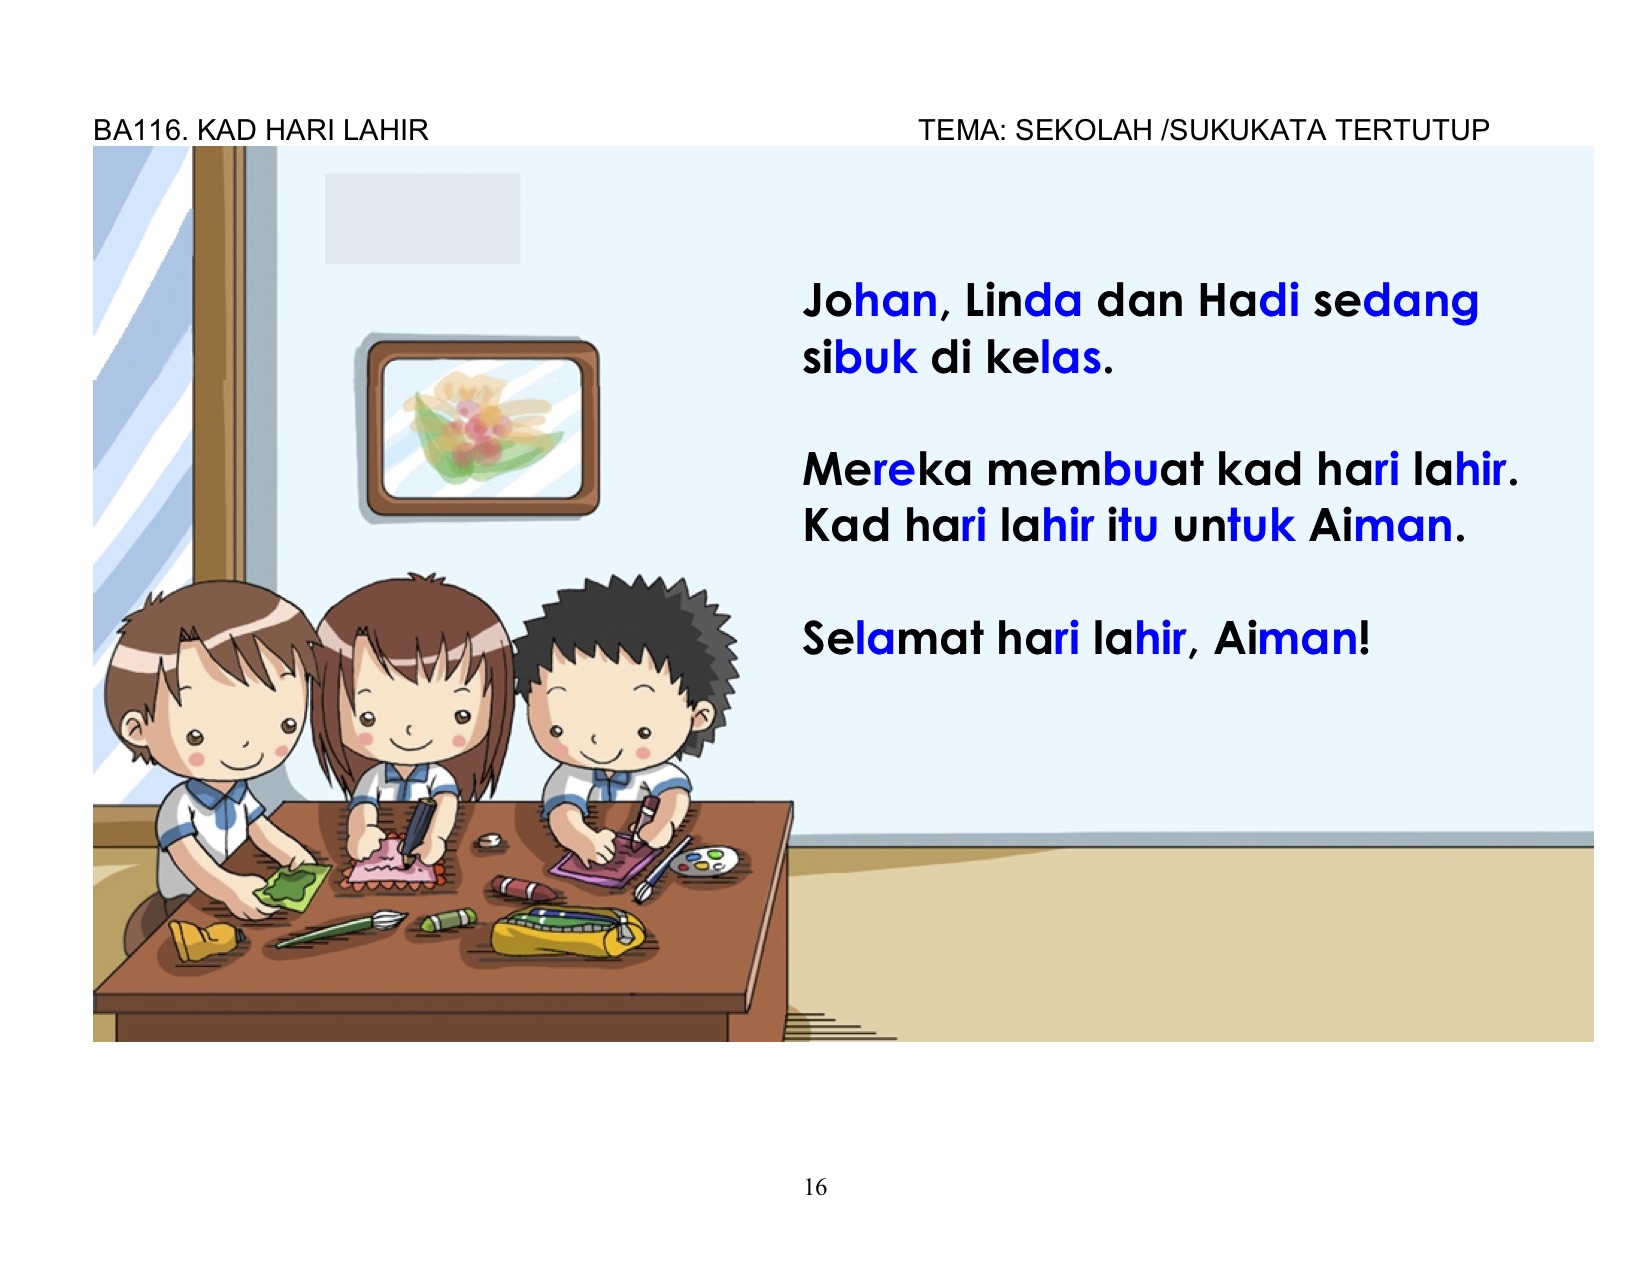 BA116. KAD HARI LAHIR TEMA: SEKOLAH /SUKUKATA TERTUTUP
Johan, Linda dan Hadi sedang
sibuk di kelas.
Mereka membuat kad hari lahir.
Kad hari lahir itu untuk Aiman.
Selamat hari lahir, Aiman!
16